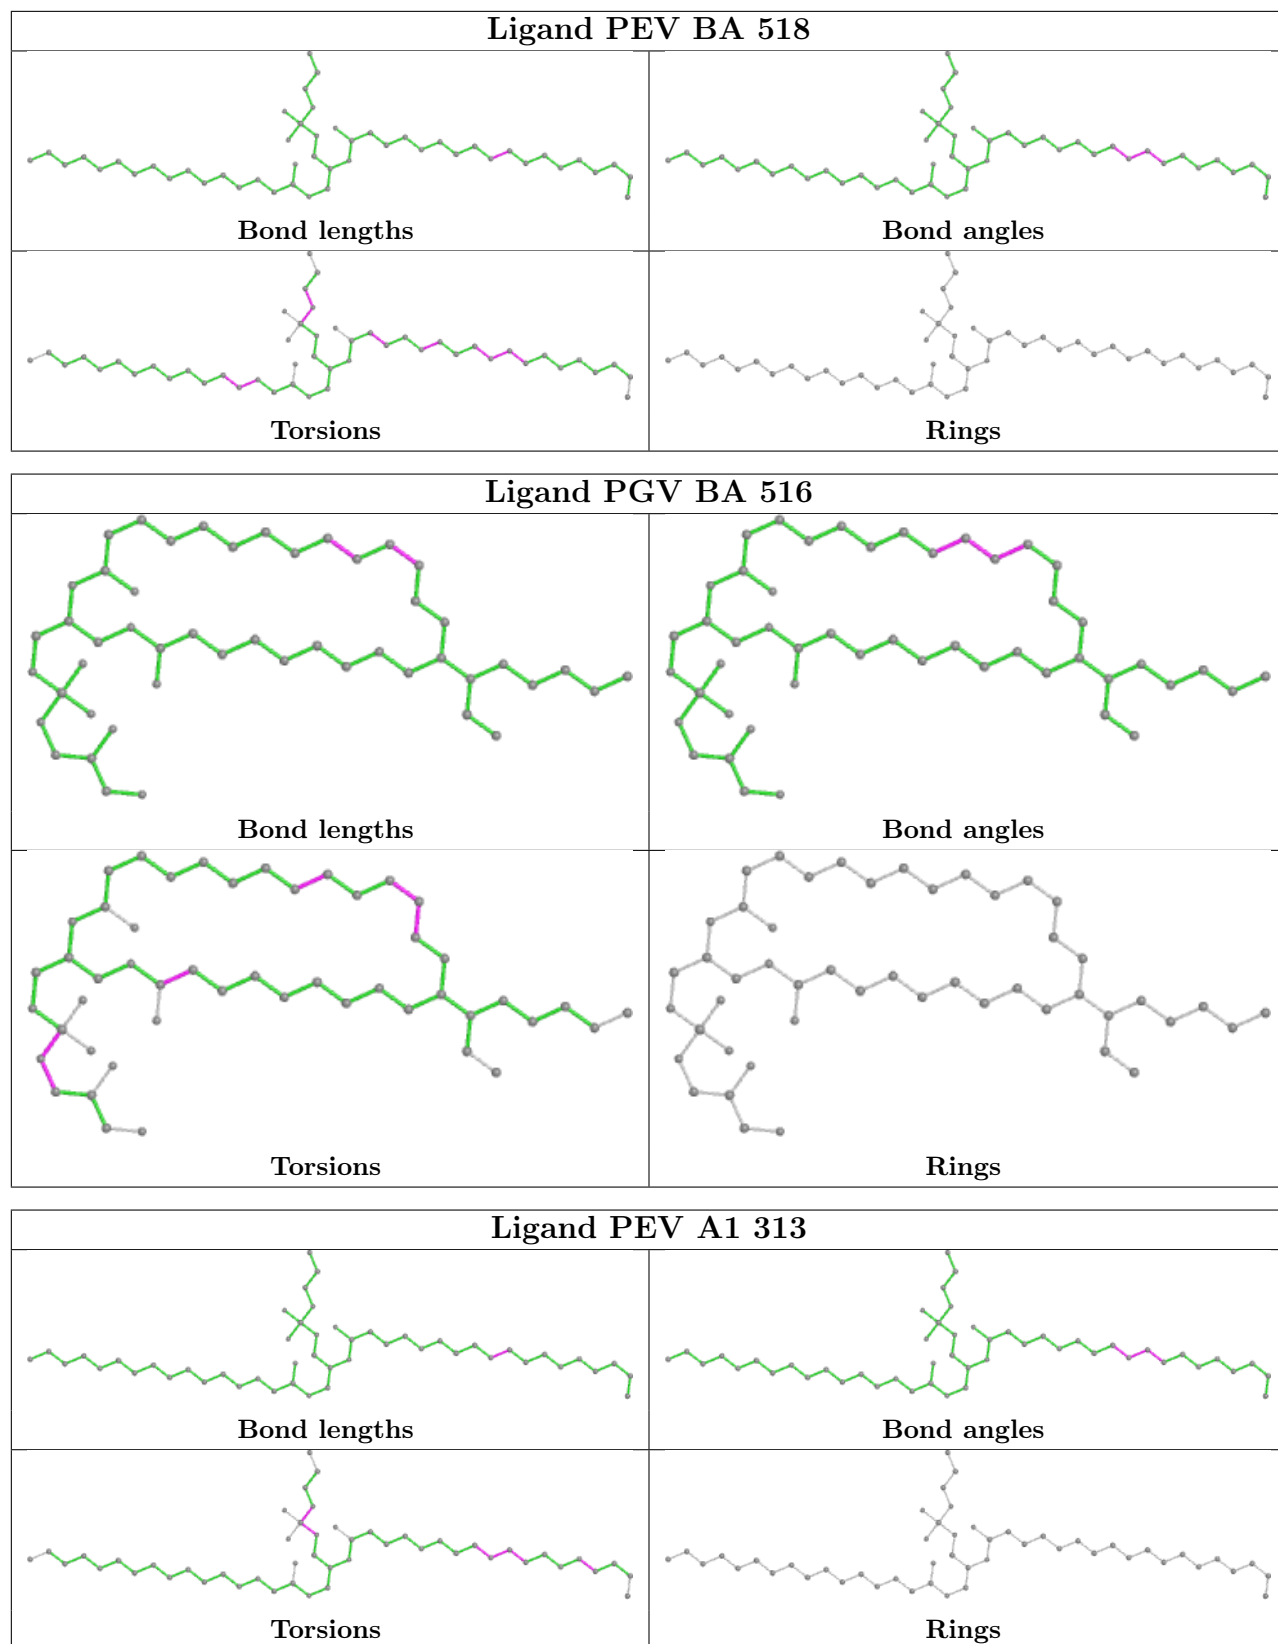 Ligand PEV BA 518
Bond lengths
Bond angles
Torsions
Rings
Ligand PGV BA 516
Bond lengths
Bond angles
Torsions
Rings
Ligand PEV A1 313
Bond lengths
Bond angles
Torsions
Rings